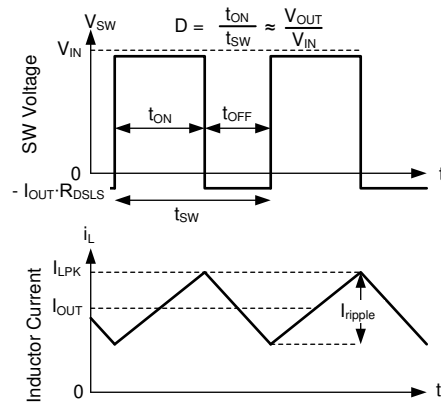 V_SW
D = t_ON / t_SW ≈ V_OUT / V_IN
V_IN
SW Voltage
t_ON
t_OFF
0
t
- I_OUT·R_DSLS
t_SW
i_L
I_LPK
Inductor Current
I_OUT
I_ripple
0
t